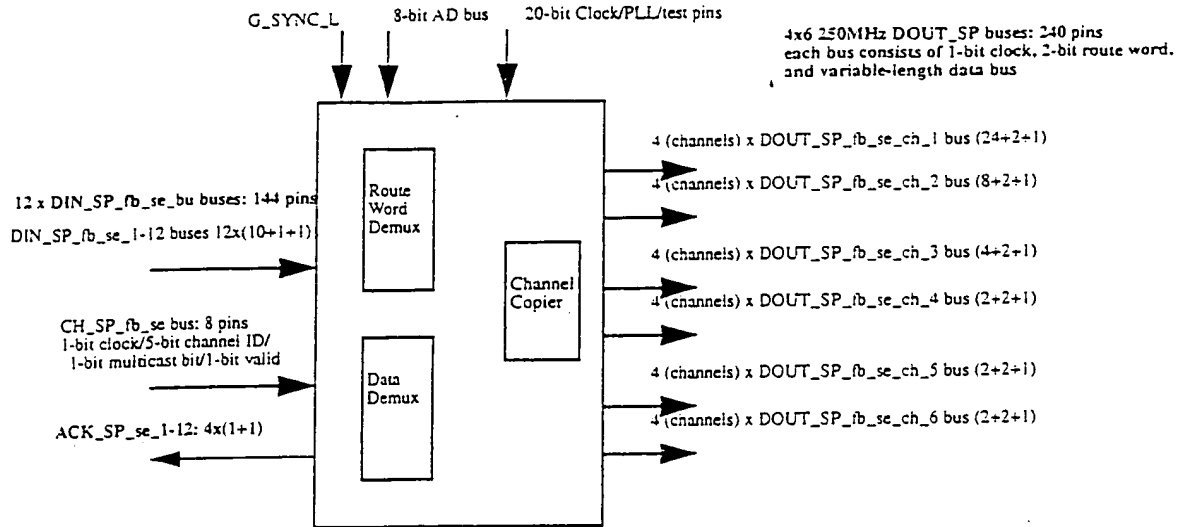 G_SYNC_L
8-bit AD bus
20-bit Clock/PLL/test pins
4x6 250MHz DOUT_SP buses: 240 pins
each bus consists of 1-bit clock, 2-bit route word,
and variable-length data bus
12 x DIN_SP_fb_se_bu buses: 144 pins
DIN_SP_fb_se_1-12 buses 12x(10+1+1)
CH_SP_fb_se bus: 8 pins
1-bit clock/5-bit channel ID/
1-bit multicast bit/1-bit valid
ACK_SP_se_1-12: 4x(1+1)
Route
Word
Demux
Data
Demux
Channel
Copier
4 (channels) x DOUT_SP_fb_se_ch_1 bus (24+2+1)
4 (channels) x DOUT_SP_fb_se_ch_2 bus (8+2+1)
4 (channels) x DOUT_SP_fb_se_ch_3 bus (4+2+1)
4 (channels) x DOUT_SP_fb_se_ch_4 bus (2+2+1)
4 (channels) x DOUT_SP_fb_se_ch_5 bus (2+2+1)
4 (channels) x DOUT_SP_fb_se_ch_6 bus (2+2+1)